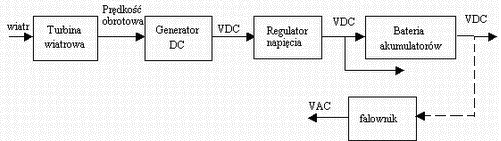 Prędkość
obrotowa
wiatr
Turbina
wiatrowa
Generator
DC
VDC
Regulator
napięcia
VDC
Bateria
akumulatorów
VDC
VAC
falownik